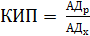 КИП = АДр / АДх